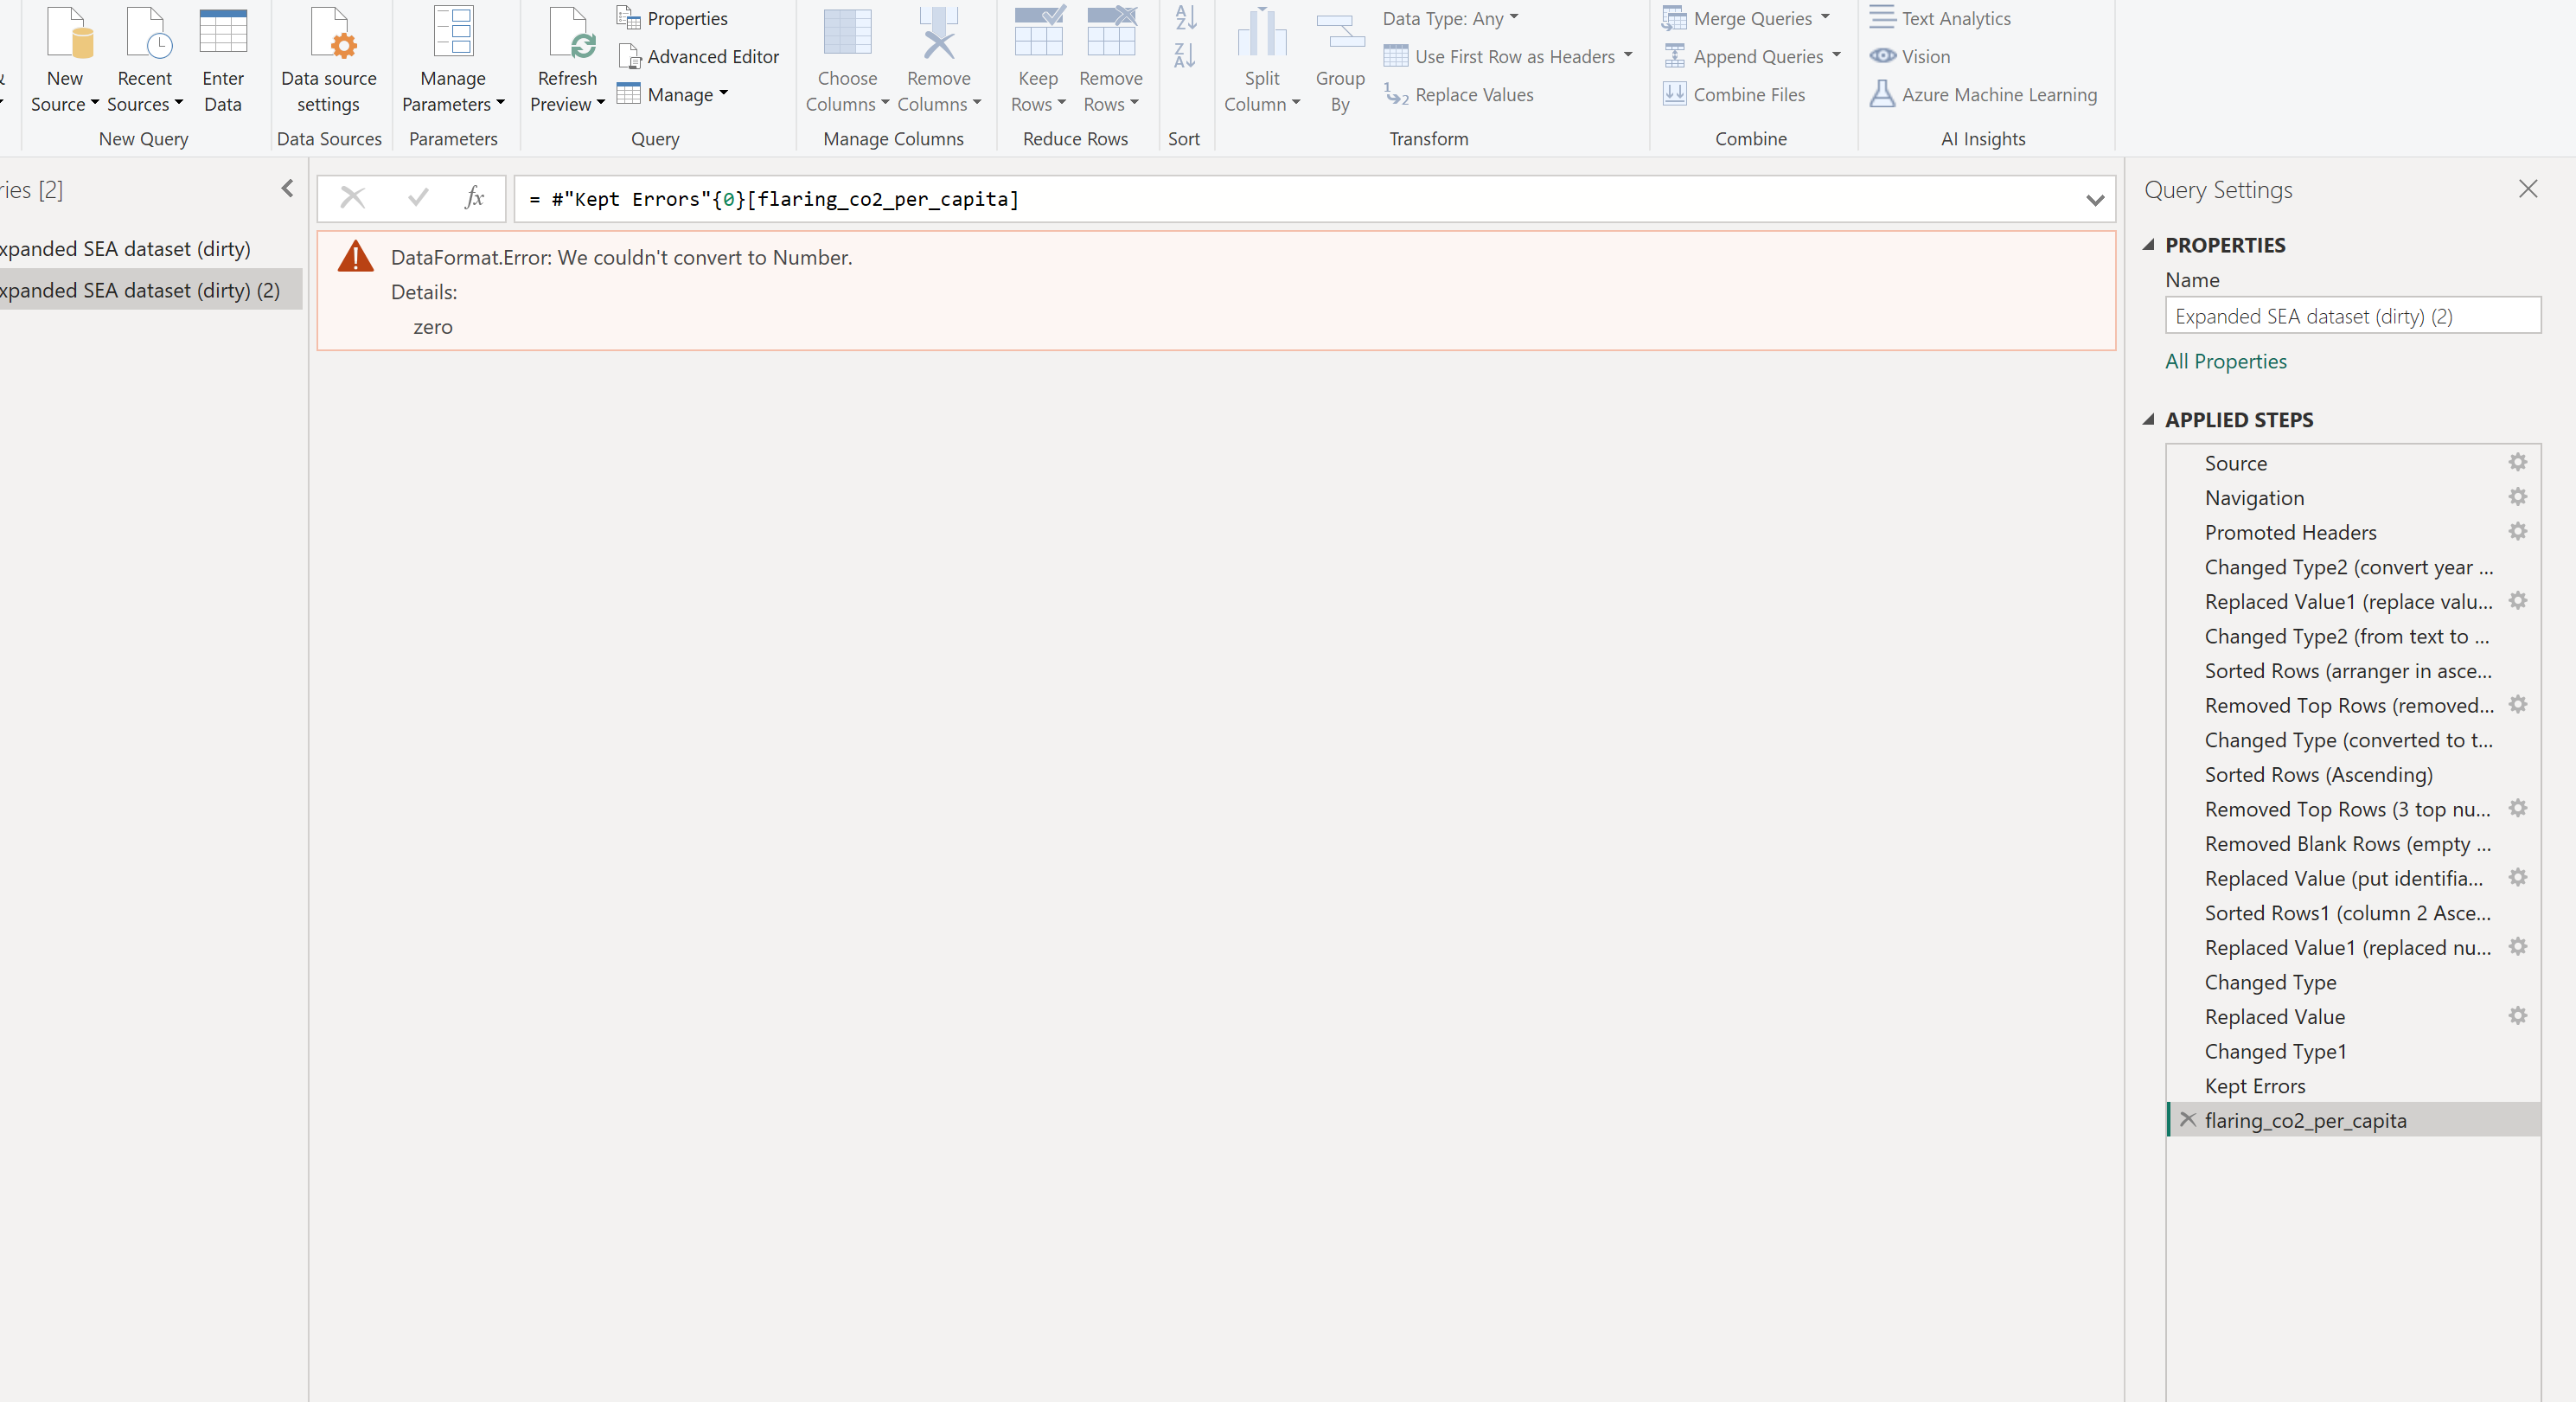 New Source
Recent Sources
Enter Data
New Query
Data source settings
Data Sources
Manage Parameters
Parameters
Refresh Preview
Properties
Advanced Editor
Manage
Query
Choose Columns
Remove Columns
Manage Columns
Keep Rows
Remove Rows
Reduce Rows
A
Z
Z
A
Sort
Split Column
Group By
Data Type: Any
Use First Row as Headers
1
2
Replace Values
Transform
Merge Queries
Append Queries
Combine Files
Combine
Text Analytics
Vision
Azure Machine Learning
AI Insights
ries [2]
xpanded SEA dataset (dirty)
xpanded SEA dataset (dirty) (2)
fx
= #"Kept Errors"{0}[flaring_co2_per_capita]
DataFormat.Error: We couldn't convert to Number.
Details:
zero
Query Settings
PROPERTIES
Name
Expanded SEA dataset (dirty) (2)
All Properties
APPLIED STEPS
Source
Navigation
Promoted Headers
Changed Type2 (convert year ...
Replaced Value1 (replace valu...
Changed Type2 (from text to ...
Sorted Rows (arranger in asce...
Removed Top Rows (removed...
Changed Type (converted to t...
Sorted Rows (Ascending)
Removed Top Rows (3 top nu...
Removed Blank Rows (empty ...
Replaced Value (put identifia...
Sorted Rows1 (column 2 Asce...
Replaced Value1 (replaced nu...
Changed Type
Replaced Value
Changed Type1
Kept Errors
flaring_co2_per_capita